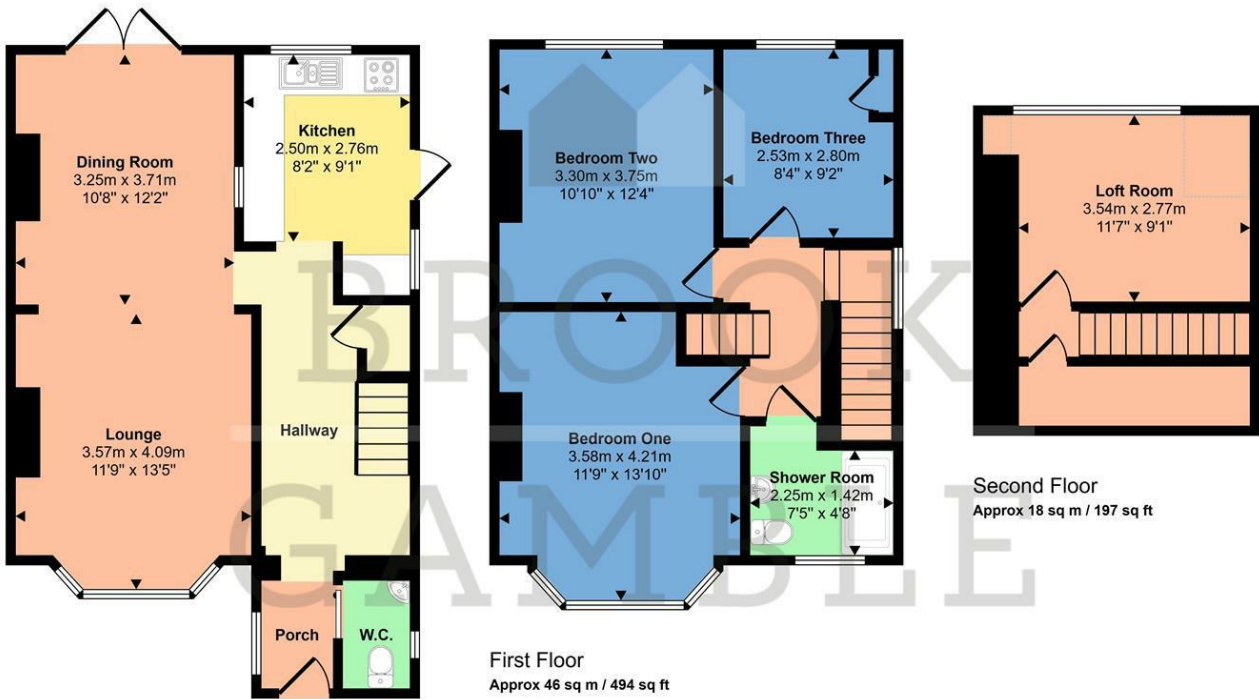 Dining Room
3.25m x 3.71m
10'8" x 12'2"
Kitchen
2.50m x 2.76m
8'2" x 9'1"
Lounge
3.57m x 4.09m
11'9" x 13'5"
Hallway
Porch
W.C.
Bedroom Two
3.30m x 3.75m
10'10" x 12'4"
Bedroom Three
2.53m x 2.80m
8'4" x 9'2"
Bedroom One
3.58m x 4.21m
11'9" x 13'10"
Shower Room
2.25m x 1.42m
7'5" x 4'8"
First Floor
Approx 46 sq m / 494 sq ft
Loft Room
3.54m x 2.77m
11'7" x 9'1"
Second Floor
Approx 18 sq m / 197 sq ft
BROOK
GAMBLE